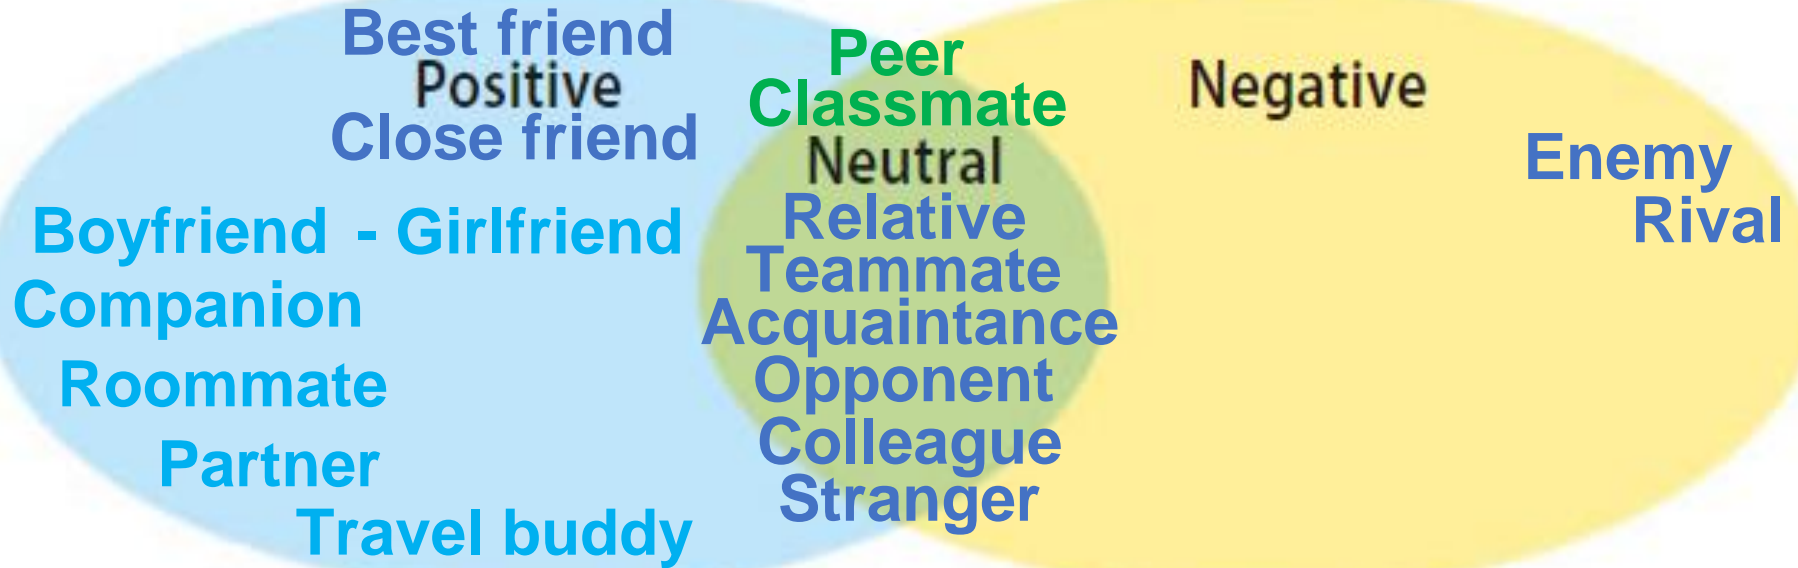 Best friend
Positive
Close friend
Boyfriend - Girlfriend
Companion
Roommate
Partner
Travel buddy
Peer
Classmate
Neutral
Relative
Teammate
Acquaintance
Opponent
Colleague
Stranger
Negative
Enemy
Rival